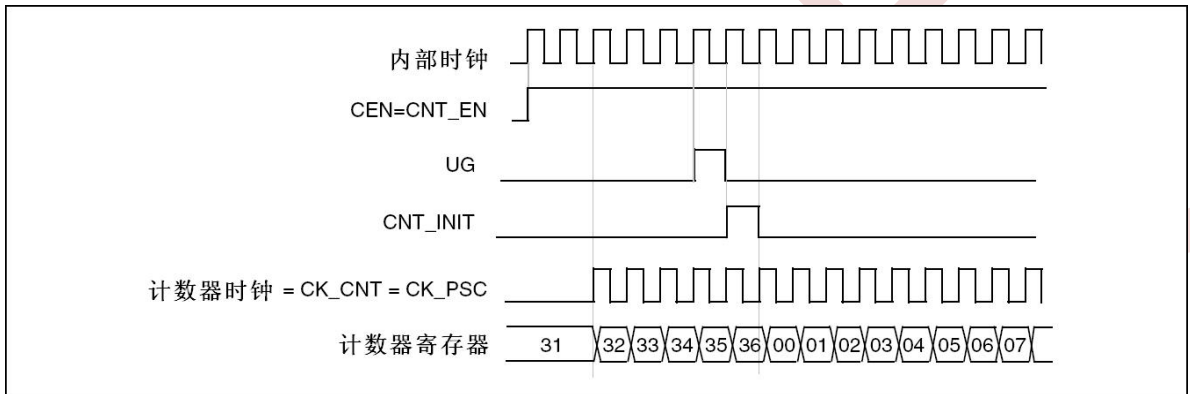 内部时钟
CEN=CNT_EN
UG
CNT_INIT
计数器时钟 = CK_CNT = CK_PSC
计数器寄存器 31 32 33 34 35 36 00 01 02 03 04 05 06 07